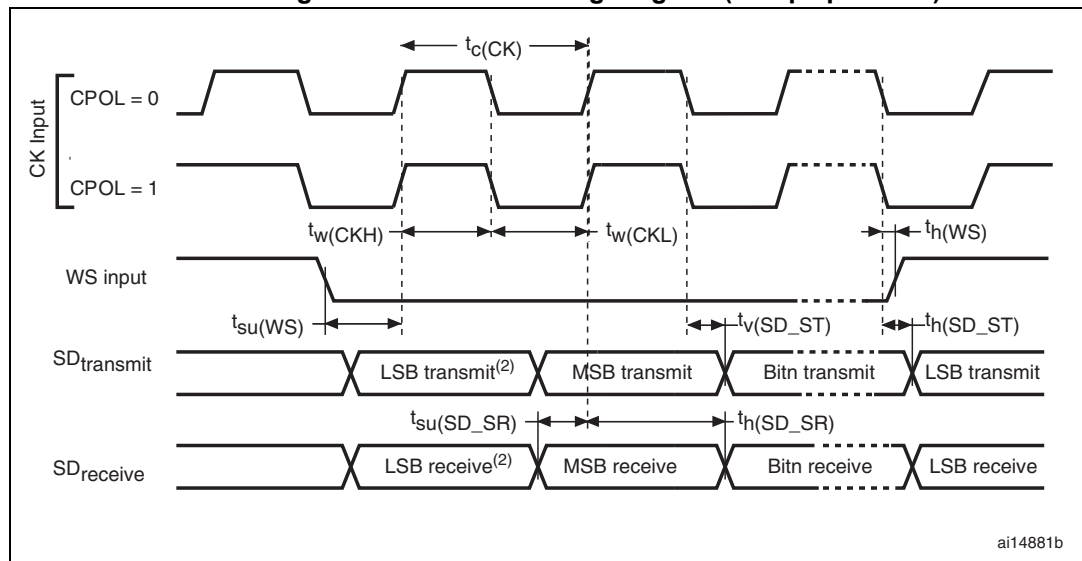 tc(CK)
CK Input
CPOL = 0
CPOL = 1
tw(CKH)
tw(CKL)
th(WS)
WS input
tsu(WS)
tv(SD_ST)
th(SD_ST)
SDtransmit
LSB transmit(2)
MSB transmit
Bitn transmit
LSB transmit
tsu(SD_SR)
th(SD_SR)
SDreceive
LSB receive(2)
MSB receive
Bitn receive
LSB receive
ai14881b